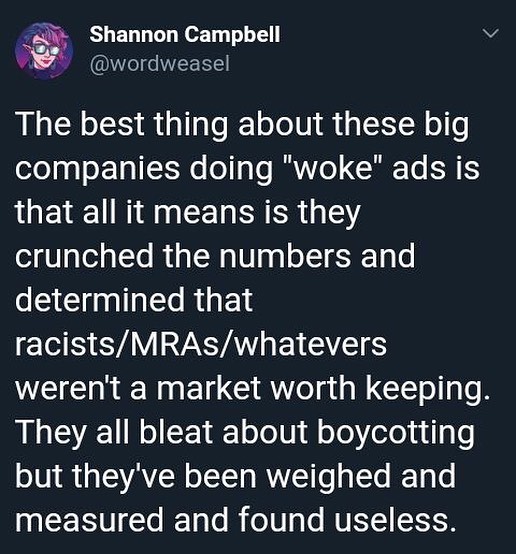 Shannon Campbell
@wordweasel
The best thing about these big
companies doing "woke" ads is
that all it means is they
crunched the numbers and
determined that
racists/MRAs/whatevers
weren't a market worth keeping.
They all bleat about boycotting
but they've been weighed and
measured and found useless.